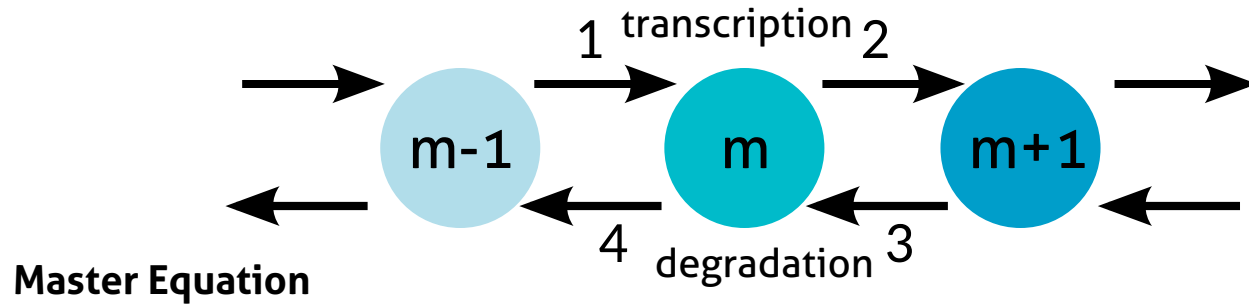 1 transcription 2
m-1 m m+1
4 degradation 3
Master Equation